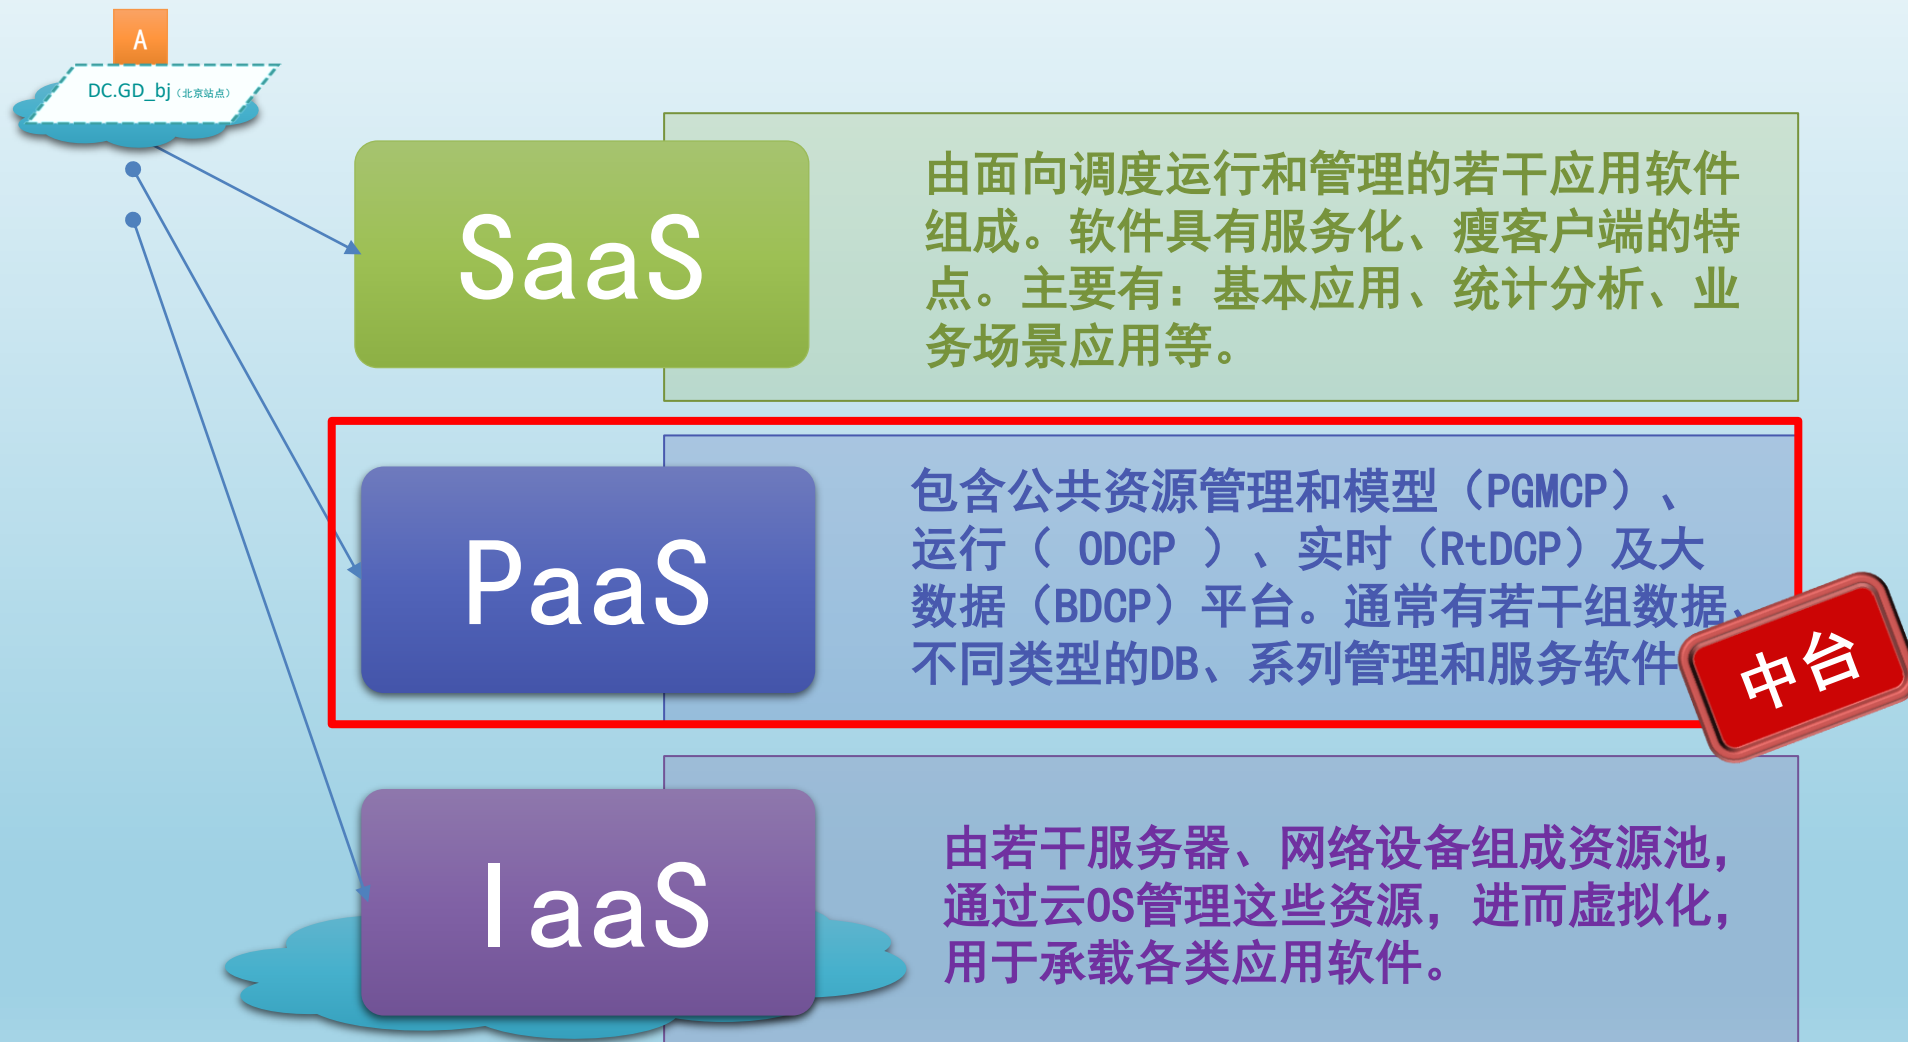 A
DC.GD_bj（北京站点）
SaaS
由面向调度运行和管理的若干应用软件
组成。软件具有服务化、瘦客户端的特
点。主要有：基本应用、统计分析、业
务场景应用等。
PaaS
包含公共资源管理和模型（PGMCP）、
运行（ ODCP ）、实时（RtDCP）及大
数据（BDCP）平台。通常有若干组数据、
不同类型的DB、系列管理和服务软件
中台
IaaS
由若干服务器、网络设备组成资源池，
通过云OS管理这些资源，进而虚拟化，
用于承载各类应用软件。